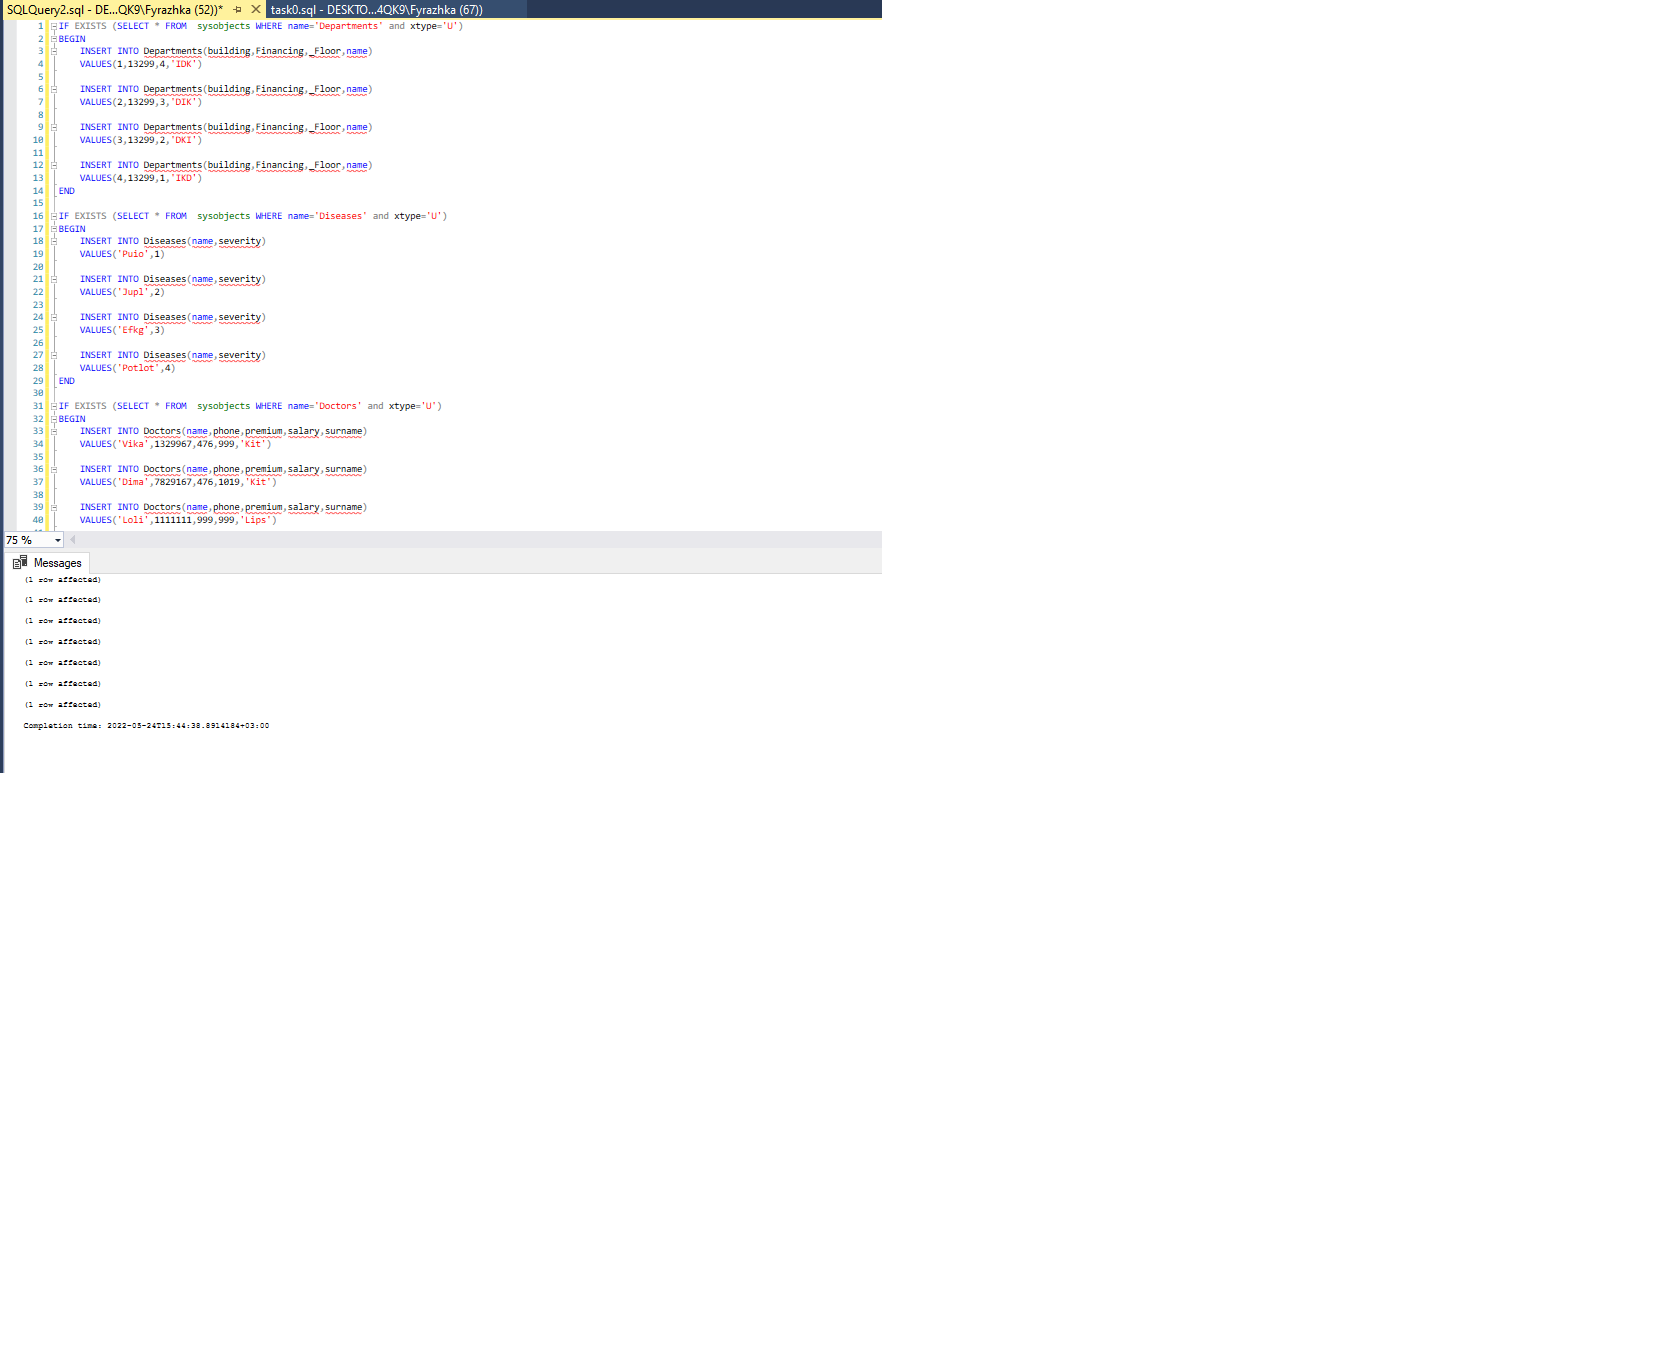 SQLQuery2.sql - DE...QK9\Fyrazhka (52))* task0.sql - DESKTO...4QK9\Fyrazhka (67))
1 IF EXISTS (SELECT * FROM  sysobjects WHERE name='Departments' and xtype='U')
2 BEGIN
3 INSERT INTO Departments(building,Financing,_Floor,name)
4 VALUES(1,13299,4,'IDK')
5
6 INSERT INTO Departments(building,Financing,_Floor,name)
7 VALUES(2,13299,3,'DIK')
8
9 INSERT INTO Departments(building,Financing,_Floor,name)
10 VALUES(3,13299,2,'DKI')
11
12 INSERT INTO Departments(building,Financing,_Floor,name)
13 VALUES(4,13299,1,'IKD')
14 END
15
16 IF EXISTS (SELECT * FROM  sysobjects WHERE name='Diseases' and xtype='U')
17 BEGIN
18 INSERT INTO Diseases(name,severity)
19 VALUES('Puio',1)
20
21 INSERT INTO Diseases(name,severity)
22 VALUES('Jupl',2)
23
24 INSERT INTO Diseases(name,severity)
25 VALUES('Efkg',3)
26
27 INSERT INTO Diseases(name,severity)
28 VALUES('Potlot',4)
29 END
30
31 IF EXISTS (SELECT * FROM  sysobjects WHERE name='Doctors' and xtype='U')
32 BEGIN
33 INSERT INTO Doctors(name,phone,premium,salary,surname)
34 VALUES('Vika',1329967,476,999,'Kit')
35
36 INSERT INTO Doctors(name,phone,premium,salary,surname)
37 VALUES('Dima',7829167,476,1019,'Kit')
38
39 INSERT INTO Doctors(name,phone,premium,salary,surname)
40 VALUES('Loli',1111111,999,999,'Lips')
75 %
Messages
(1 row affected)
(1 row affected)
(1 row affected)
(1 row affected)
(1 row affected)
(1 row affected)
(1 row affected)
Completion time: 2022-05-24T15:44:38.8914184+03:00